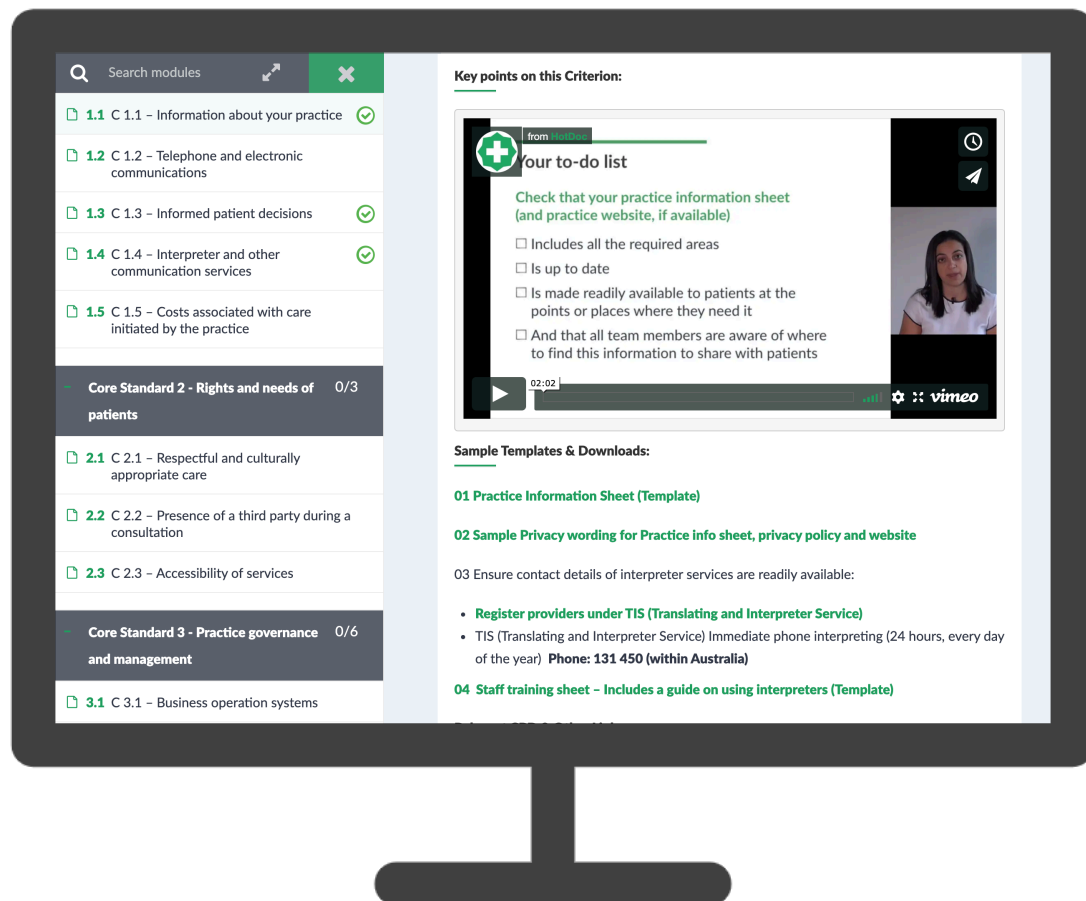 Search modules
1.1 C 1.1 – Information about your practice
1.2 C 1.2 – Telephone and electronic
communications
1.3 C 1.3 – Informed patient decisions
1.4 C 1.4 – Interpreter and other
communication services
1.5 C 1.5 – Costs associated with care
initiated by the practice
– Core Standard 2 - Rights and needs of 0/3
patients
2.1 C 2.1 – Respectful and culturally
appropriate care
2.2 C 2.2 – Presence of a third party during a
consultation
2.3 C 2.3 – Accessibility of services
– Core Standard 3 - Practice governance 0/6
and management
3.1 C 3.1 – Business operation systems
Key points on this Criterion:
from HotDoc
Your to-do list
Check that your practice information sheet
(and practice website, if available)
Includes all the required areas
Is up to date
Is made readily available to patients at the
points or places where they need it
And that all team members are aware of where
to find this information to share with patients
02:02
vimeo
Sample Templates & Downloads:
01 Practice Information Sheet (Template)
02 Sample Privacy wording for Practice info sheet, privacy policy and website
03 Ensure contact details of interpreter services are readily available:
• Register providers under TIS (Translating and Interpreter Service)
• TIS (Translating and Interpreter Service) Immediate phone interpreting (24 hours, every day
of the year) Phone: 131 450 (within Australia)
04 Staff training sheet – Includes a guide on using interpreters (Template)